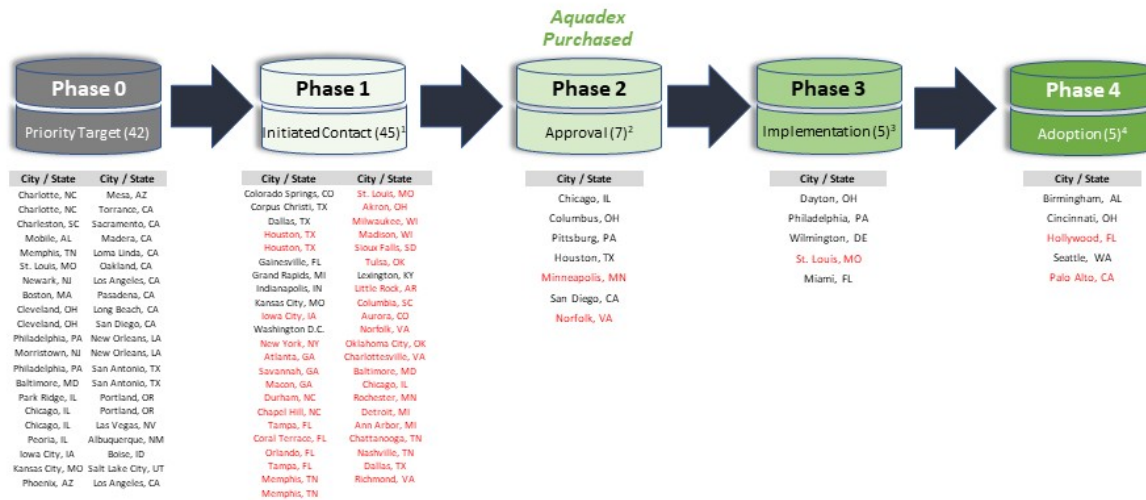 Aquadex
Purchased
Phase 0
Priority Target (42)
Phase 1
Initiated Contact (45)1
Phase 2
Approval (7)2
Phase 3
Implementation (5)3
Phase 4
Adoption (5)4
City / State City / State
Charlotte, NC Mesa, AZ
Charlotte, NC Torrance, CA
Charleston, SC Sacramento, CA
Mobile, AL Madera, CA
Memphis, TN Loma Linda, CA
St. Louis, MO Oakland, CA
Newark, NJ Los Angeles, CA
Boston, MA Pasadena, CA
Cleveland, OH Long Beach, CA
Cleveland, OH San Diego, CA
Philadelphia, PA New Orleans, LA
Morristown, NJ New Orleans, LA
Philadelphia, PA San Antonio, TX
Baltimore, MD San Antonio, TX
Park Ridge, IL Portland, OR
Chicago, IL Portland, OR
Chicago, IL Las Vegas, NV
Peoria, IL Albuquerque, NM
Iowa City, IA Boise, ID
Kansas City, MO Salt Lake City, UT
Phoenix, AZ Los Angeles, CA
City / State City / State
Colorado Springs, CO St. Louis, MO
Corpus Christi, TX Akron, OH
Dallas, TX Milwaukee, WI
Houston, TX Madison, WI
Houston, TX Sioux Falls, SD
Gainesville, FL Tulsa, OK
Grand Rapids, MI Lexington, KY
Indianapolis, IN Little Rock, AR
Kansas City, MO Columbia, SC
Iowa City, IA Aurora, CO
Washington D.C. Norfolk, VA
New York, NY Oklahoma City, OK
Atlanta, GA Charlottesville, VA
Savannah, GA Baltimore, MD
Macon, GA Chicago, IL
Durham, NC Rochester, MN
Chapel Hill, NC Detroit, MI
Tampa, FL Ann Arbor, MI
Coral Terrace, FL Chattanooga, TN
Orlando, FL Nashville, TN
Tampa, FL Dallas, TX
Memphis, TN Richmond, VA
Memphis, TN
City / State
Chicago, IL
Columbus, OH
Pittsburg, PA
Houston, TX
Minneapolis, MN
San Diego, CA
Norfolk, VA
City / State
Dayton, OH
Philadelphia, PA
Wilmington, DE
St. Louis, MO
Miami, FL
City / State
Birmingham, AL
Cincinnati, OH
Hollywood, FL
Seattle, WA
Palo Alto, CA